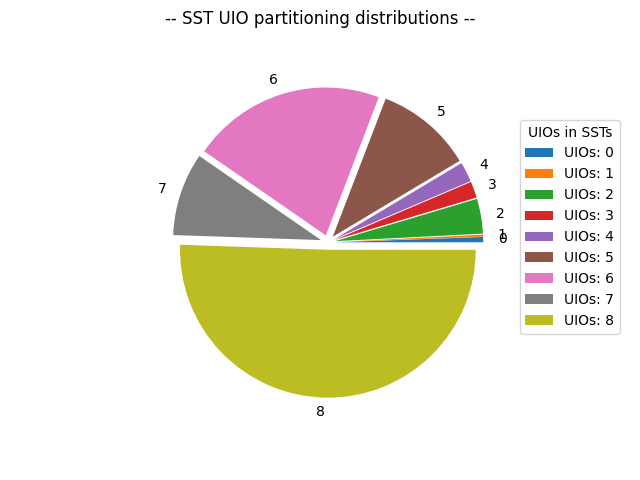 -- SST UIO partitioning distributions --
6
5
4
3
2
1
0
7
8
UIOs in SSTs
UIOs: 0
UIOs: 1
UIOs: 2
UIOs: 3
UIOs: 4
UIOs: 5
UIOs: 6
UIOs: 7
UIOs: 8